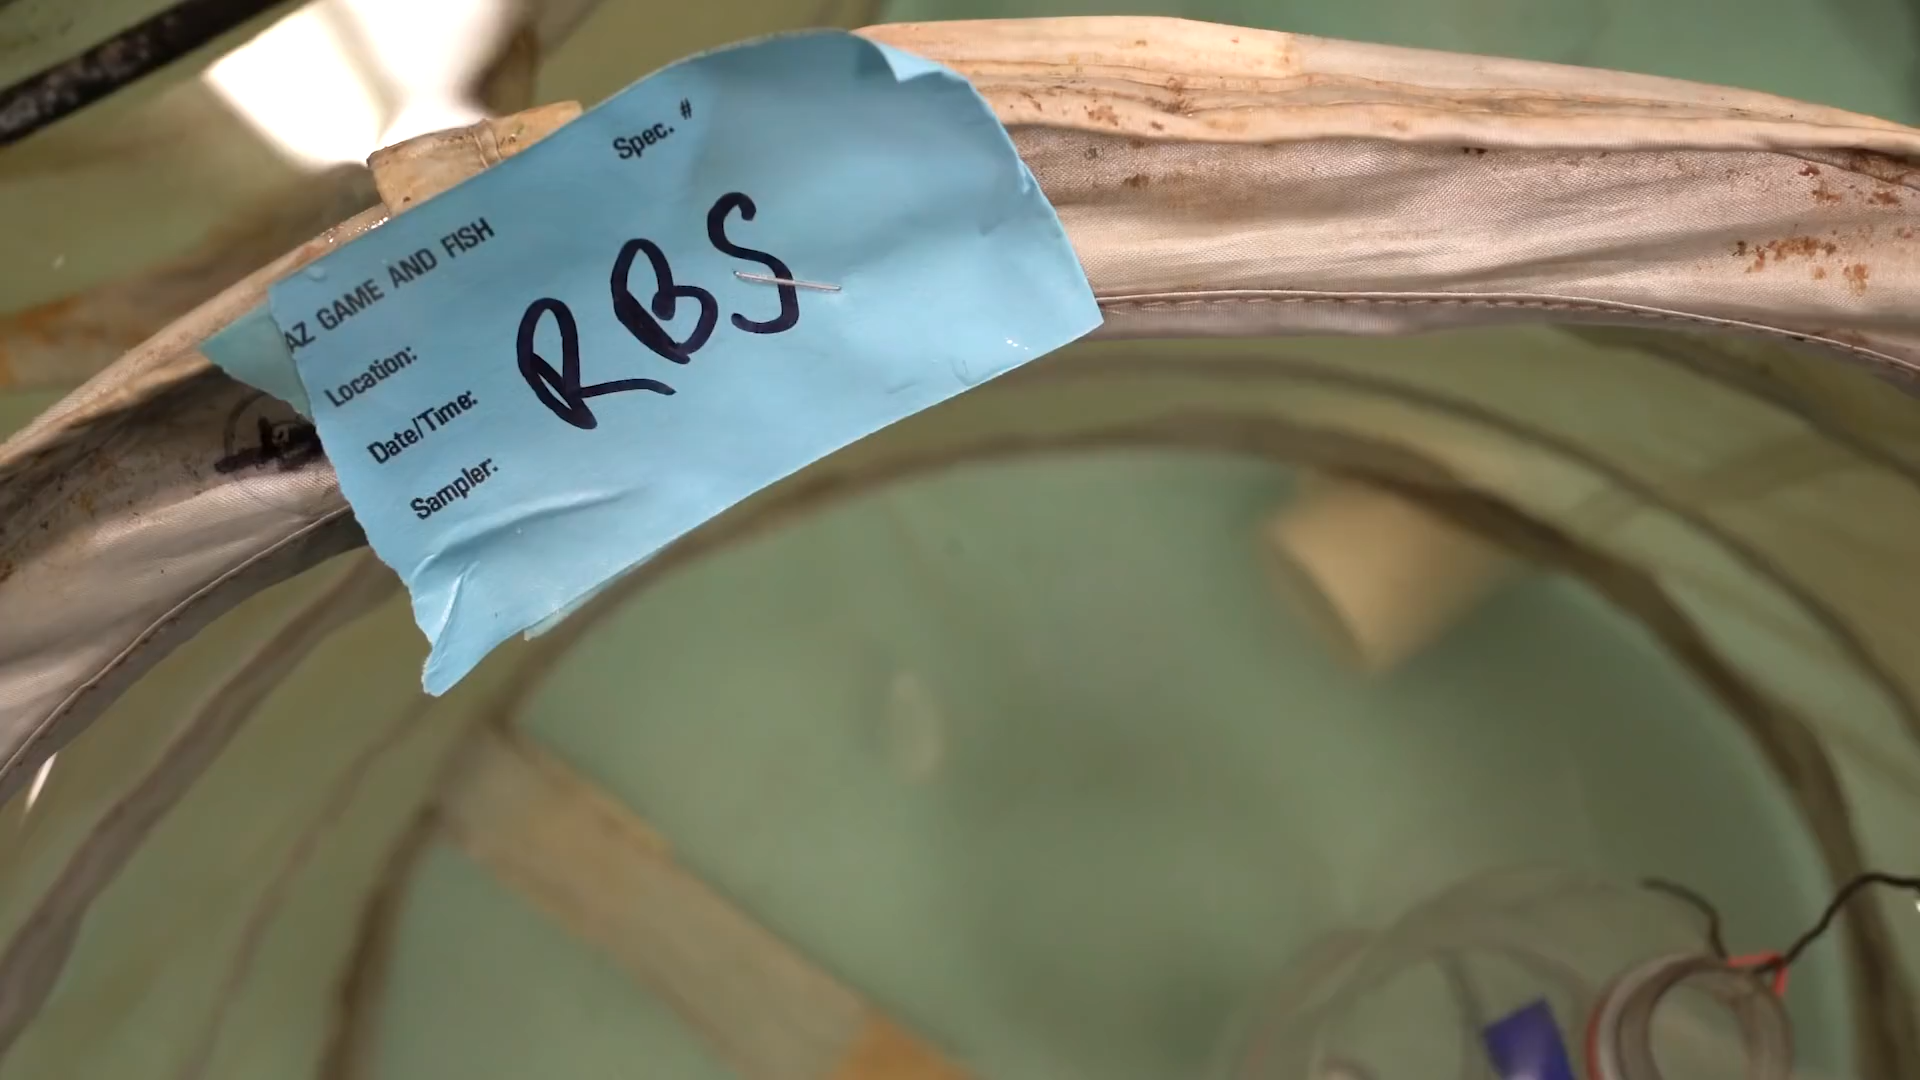 Spec. #
AZ GAME AND FISH
Location:
Date/Time:
Sampler:
RBS